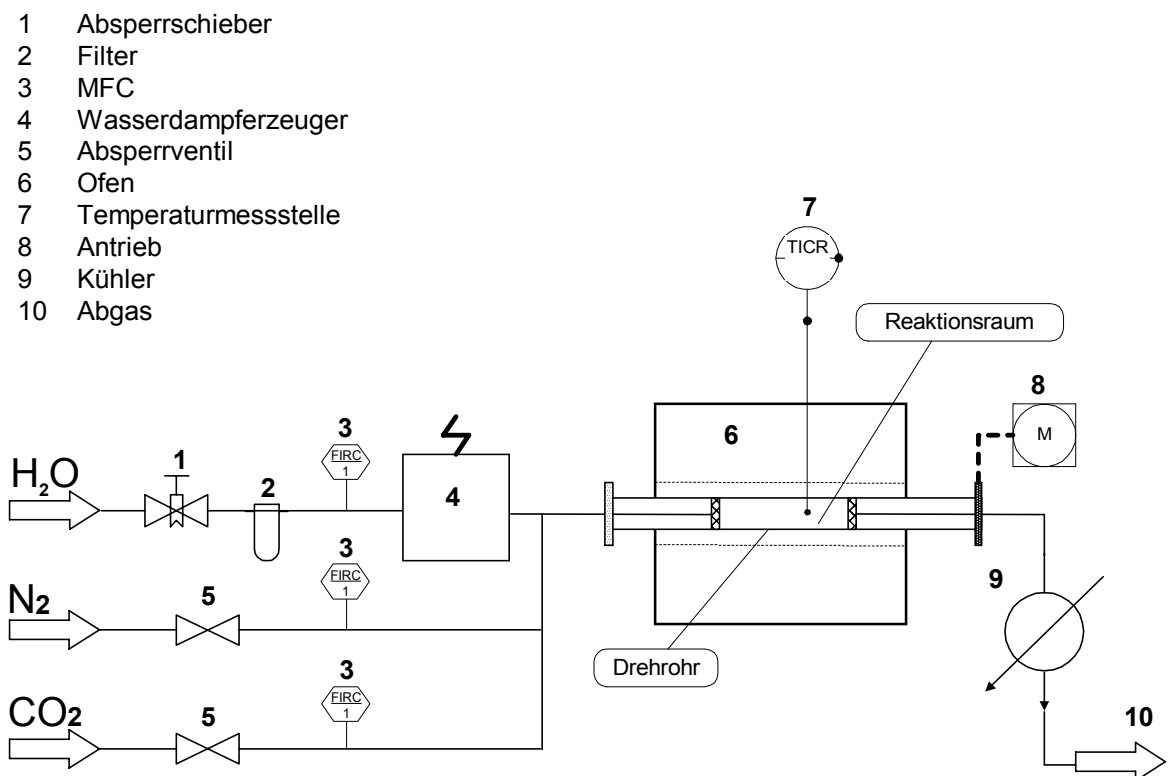 1 Absperrschieber
2 Filter
3 MFC
4 Wasserdampferzeuger
5 Absperrventil
6 Ofen
7 Temperaturmessstelle
8 Antrieb
9 Kühler
10 Abgas
7
TICR
Reaktionsraum
8
M
6
3
FIRC
1
1
H₂O
2
4
3
FIRC
1
N2
5
9
Drehrohr
3
FIRC
1
CO2
5
10